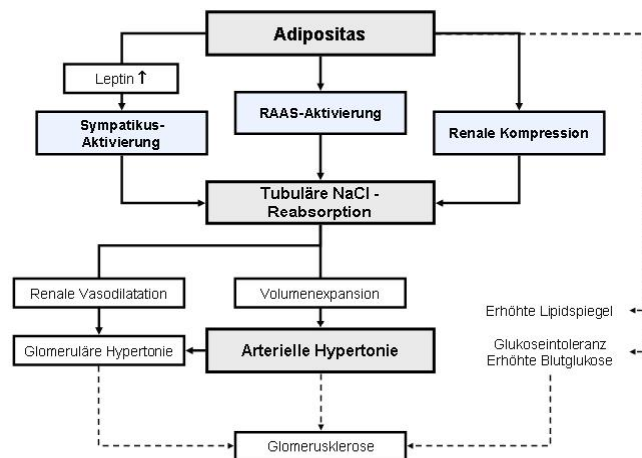 Adipositas
Leptin ↑
Sympatikus-
Aktivierung
RAAS-Aktivierung
Renale Kompression
Tubuläre NaCl -
Reabsorption
Renale Vasodilatation
Volumenexpansion
Erhöhte Lipidspiegel
Glomeruläre Hypertonie
Arterielle Hypertonie
Glukoseintoleranz
Erhöhte Blutglukose
Glomerusklerose